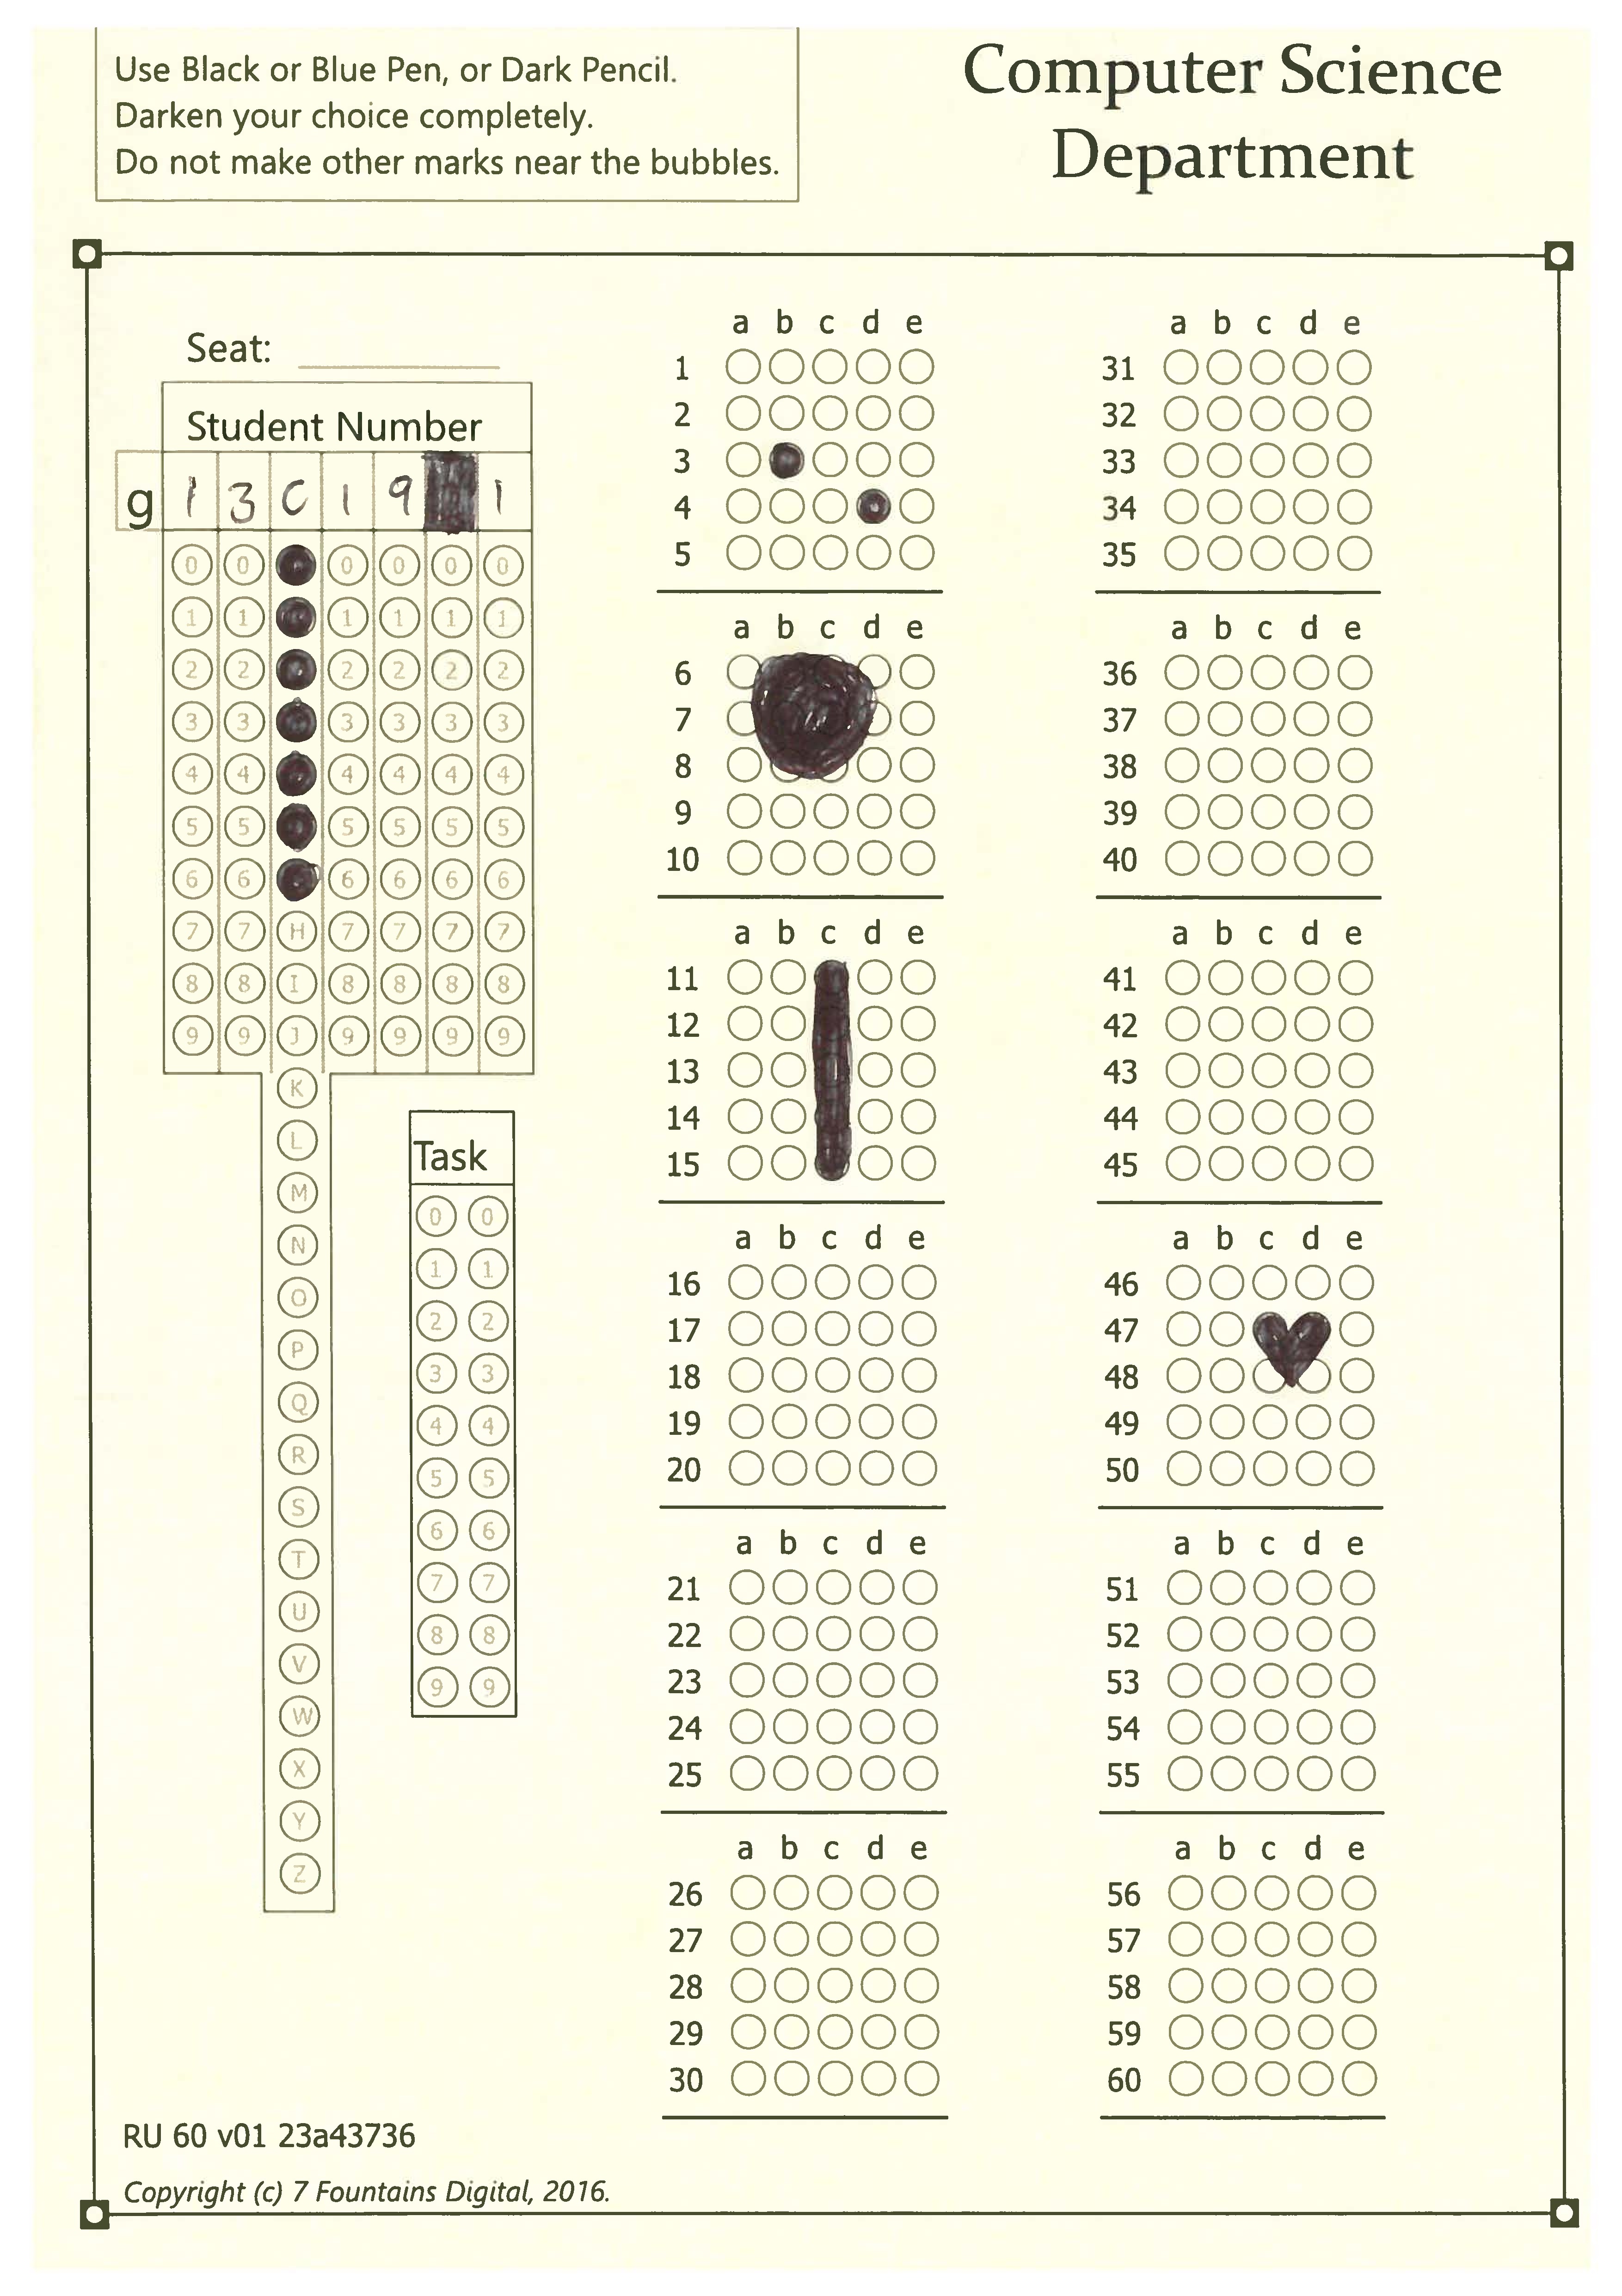 Use Black or Blue Pen, or Dark Pencil.
Darken your choice completely.
Do not make other marks near the bubbles.
Computer Science
Department
Seat:
Student Number
g 1 3 C 1 9 1
0 0 0 0 0 0
1 1 1 1 1 1
2 2 2 2 2 2
3 3 3 3 3 3
4 4 4 4 4 4
5 5 5 5 5 5
6 6 6 6 6 6
7 7 H 7 7 7 7
8 8 I 8 8 8 8
9 9 J 9 9 9 9
K
L
M
N
O
P
Q
R
S
T
U
V
W
X
Y
Z
Task
0 0
1 1
2 2
3 3
4 4
5 5
6 6
7 7
8 8
9 9
a b c d e
1
2
3
4
5
a b c d e
6
7
8
9
10
a b c d e
11
12
13
14
15
a b c d e
16
17
18
19
20
a b c d e
21
22
23
24
25
a b c d e
26
27
28
29
30
a b c d e
31
32
33
34
35
a b c d e
36
37
38
39
40
a b c d e
41
42
43
44
45
a b c d e
46
47
48
49
50
a b c d e
51
52
53
54
55
a b c d e
56
57
58
59
60
RU 60 v01 23a43736
Copyright (c) 7 Fountains Digital, 2016.